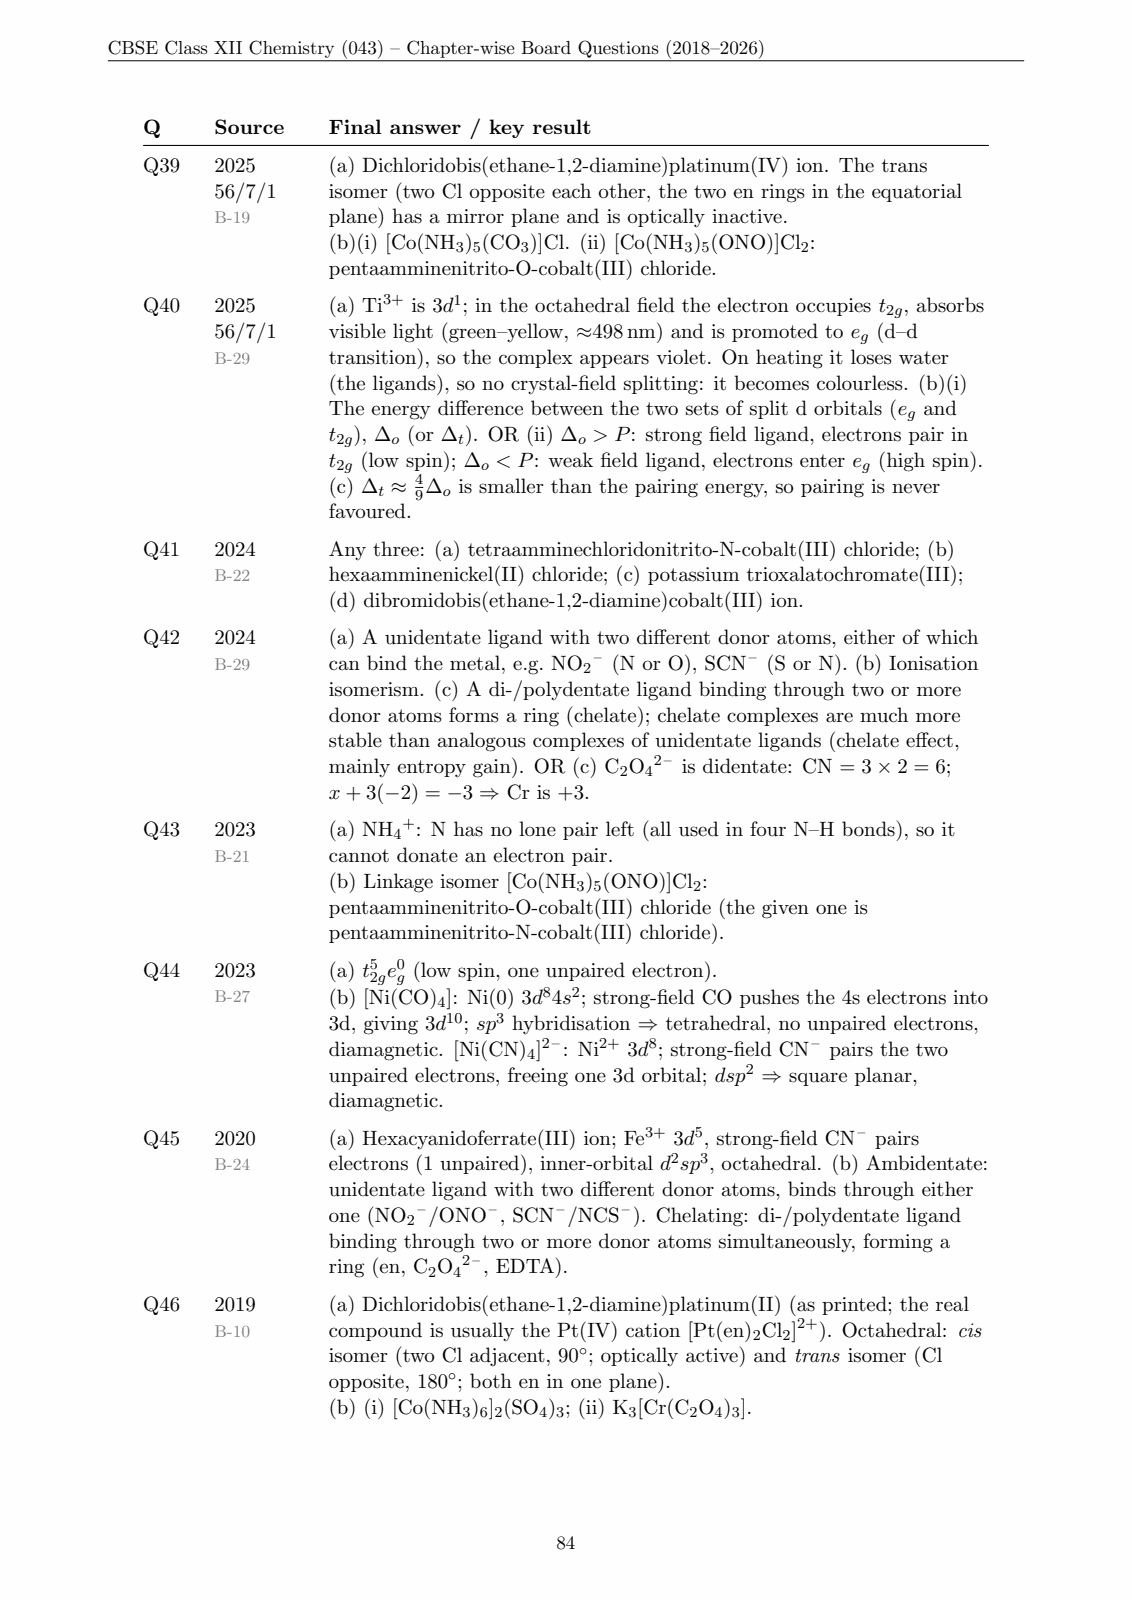 CBSE Class XII Chemistry (043) – Chapter-wise Board Questions (2018–2026)
Q Source Final answer / key result
Q39 2025 (a) Dichloridobis(ethane-1,2-diamine)platinum(IV) ion. The trans
56/7/1 isomer (two Cl opposite each other, the two en rings in the equatorial
B-19 plane) has a mirror plane and is optically inactive.
(b)(i) [Co(NH₃)₅(CO₃)]Cl. (ii) [Co(NH₃)₅(ONO)]Cl₂:
pentaamminenitrito-O-cobalt(III) chloride.
Q40 2025 (a) Ti³⁺ is 3d¹; in the octahedral field the electron occupies t₂g, absorbs
56/7/1 visible light (green–yellow, ≈498 nm) and is promoted to e_g (d–d
B-29 transition), so the complex appears violet. On heating it loses water
(the ligands), so no crystal-field splitting: it becomes colourless. (b)(i)
The energy difference between the two sets of split d orbitals (e_g and
t₂g), Δₒ (or Δₜ). OR (ii) Δₒ > P: strong field ligand, electrons pair in
t₂g (low spin); Δₒ < P: weak field ligand, electrons enter e_g (high spin).
(c) Δₜ ≈ 4/9Δₒ is smaller than the pairing energy, so pairing is never
favoured.
Q41 2024 Any three: (a) tetraamminechloridonitrito-N-cobalt(III) chloride; (b)
B-22 hexaamminenickel(II) chloride; (c) potassium trioxalatochromate(III);
(d) dibromidobis(ethane-1,2-diamine)cobalt(III) ion.
Q42 2024 (a) A unidentate ligand with two different donor atoms, either of which
B-29 can bind the metal, e.g. NO₂⁻ (N or O), SCN⁻ (S or N). (b) Ionisation
isomerism. (c) A di-/polydentate ligand binding through two or more
donor atoms forms a ring (chelate); chelate complexes are much more
stable than analogous complexes of unidentate ligands (chelate effect,
mainly entropy gain). OR (c) C₂O₄²⁻ is didentate: CN = 3 × 2 = 6;
x + 3(−2) = −3 ⇒ Cr is +3.
Q43 2023 (a) NH₄⁺: N has no lone pair left (all used in four N–H bonds), so it
B-21 cannot donate an electron pair.
(b) Linkage isomer [Co(NH₃)₅(ONO)]Cl₂:
pentaamminenitrito-O-cobalt(III) chloride (the given one is
pentaamminenitrito-N-cobalt(III) chloride).
Q44 2023 (a) t₂g⁵e_g⁰ (low spin, one unpaired electron).
B-27 (b) [Ni(CO)₄]: Ni(0) 3d⁸4s²; strong-field CO pushes the 4s electrons into
3d, giving 3d¹⁰; sp³ hybridisation ⇒ tetrahedral, no unpaired electrons,
diamagnetic. [Ni(CN)₄]²⁻: Ni²⁺ 3d⁸; strong-field CN⁻ pairs the two
unpaired electrons, freeing one 3d orbital; dsp² ⇒ square planar,
diamagnetic.
Q45 2020 (a) Hexacyanidoferrate(III) ion; Fe³⁺ 3d⁵, strong-field CN⁻ pairs
B-24 electrons (1 unpaired), inner-orbital d²sp³, octahedral. (b) Ambidentate:
unidentate ligand with two different donor atoms, binds through either
one (NO₂⁻/ONO⁻, SCN⁻/NCS⁻). Chelating: di-/polydentate ligand
binding through two or more donor atoms simultaneously, forming a
ring (en, C₂O₄²⁻, EDTA).
Q46 2019 (a) Dichloridobis(ethane-1,2-diamine)platinum(II) (as printed; the real
B-10 compound is usually the Pt(IV) cation [Pt(en)₂Cl₂]²⁺). Octahedral: cis
isomer (two Cl adjacent, 90°; optically active) and trans isomer (Cl
opposite, 180°; both en in one plane).
(b) (i) [Co(NH₃)₆]₂(SO₄)₃; (ii) K₃[Cr(C₂O₄)₃].
84